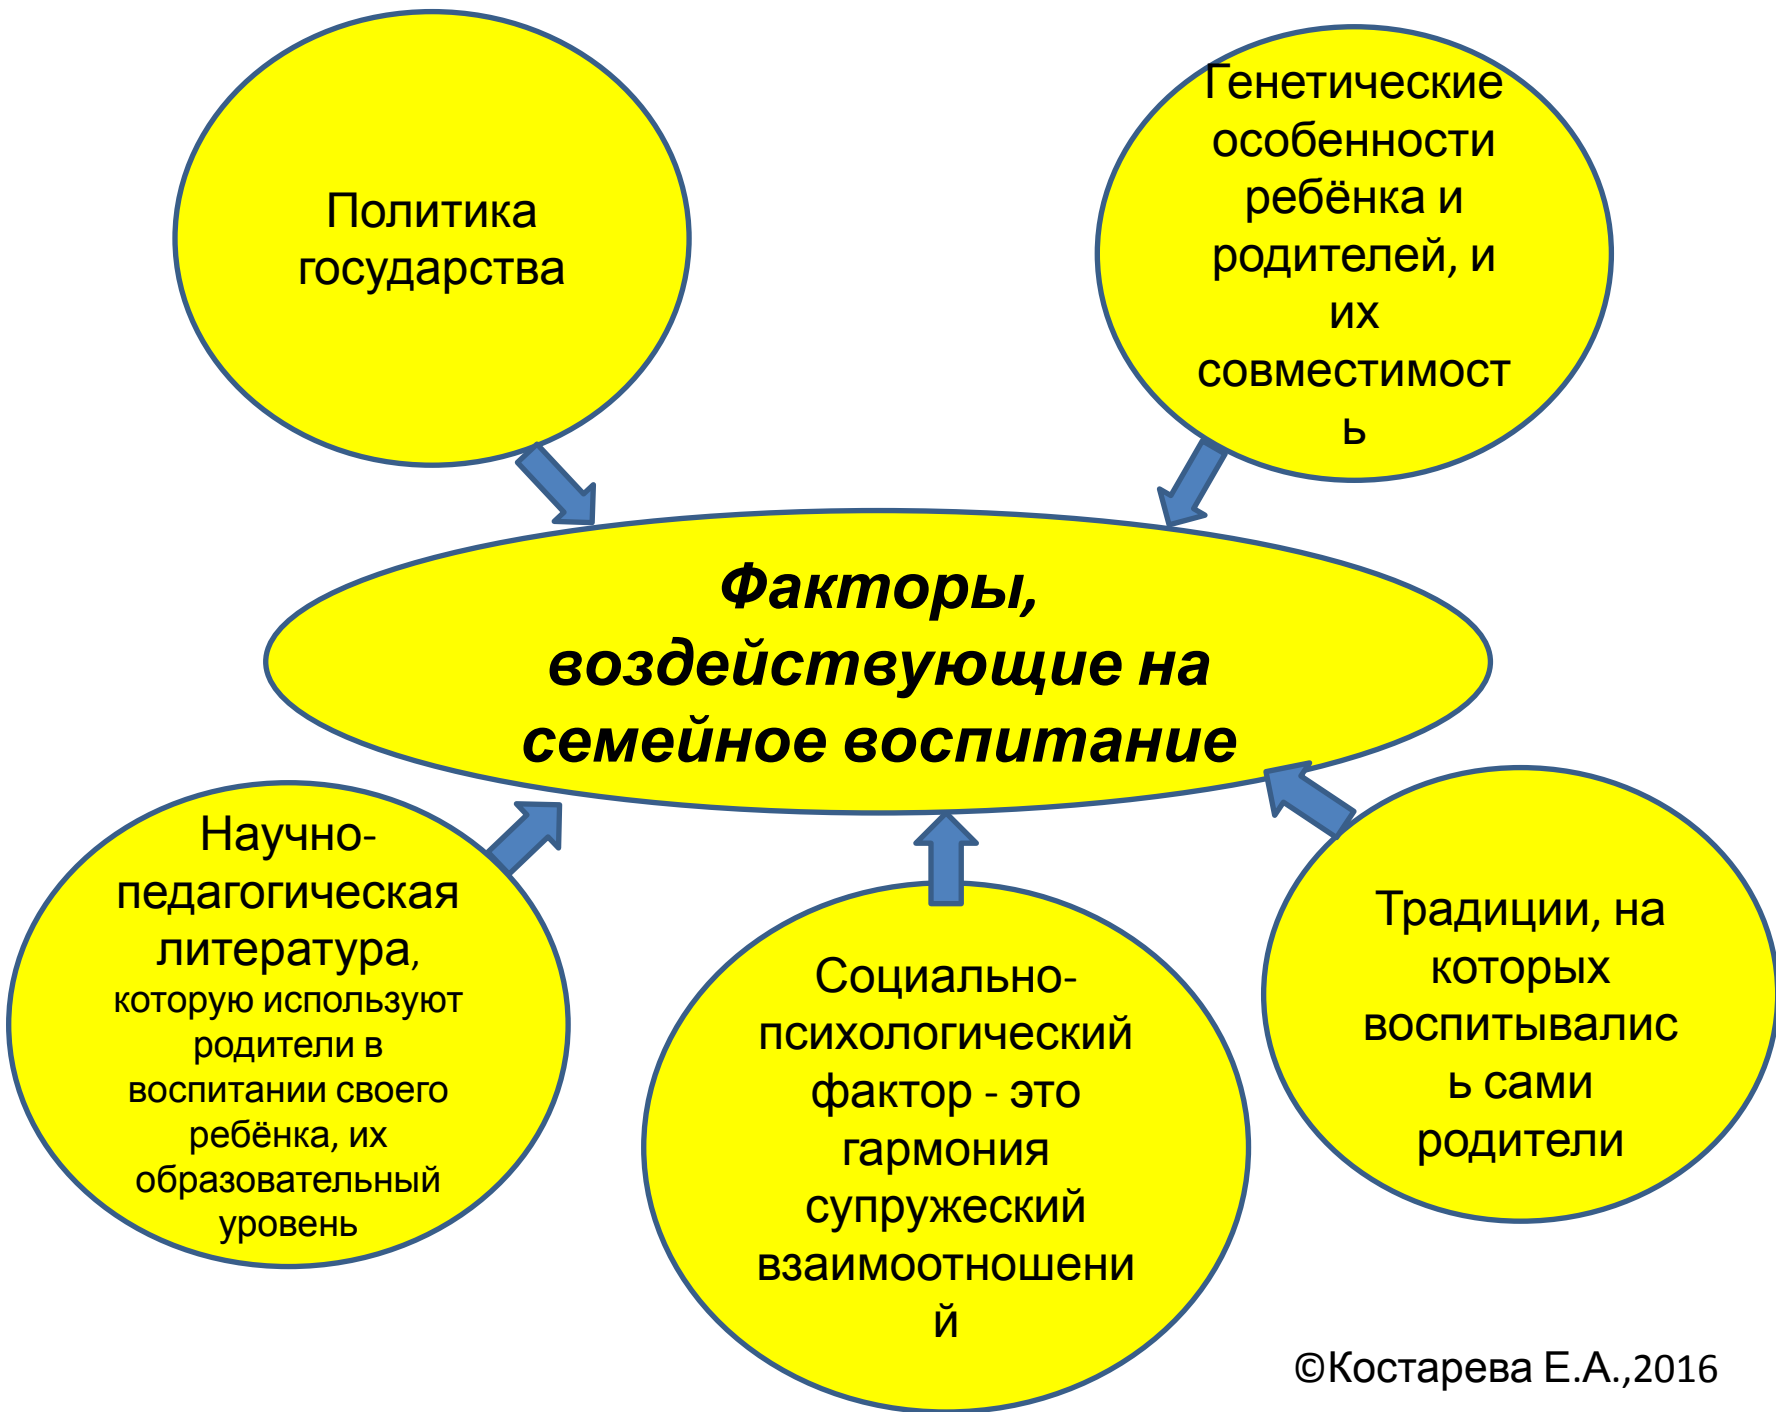 Политика
государства
Генетические
особенности
ребёнка и
родителей, и
их
совместимост
ь
Факторы,
воздействующие на
семейное воспитание
Научно-
педагогическая
литература,
которую используют
родители в
воспитании своего
ребёнка, их
образовательный
уровень
Социально-
психологический
фактор - это
гармония
супружеский
взаимоотношени
й
Традиции, на
которых
воспитывалис
ь сами
родители
©Костарева Е.А.,2016